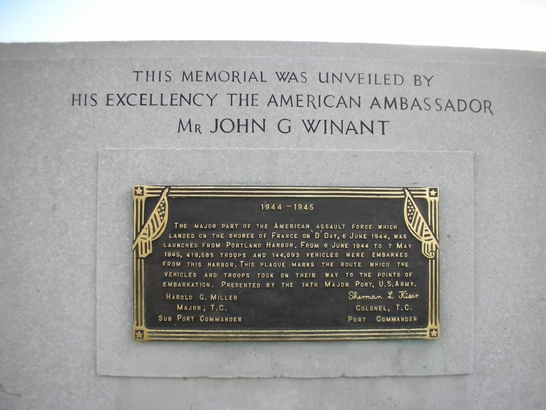 THIS MEMORIAL WAS UNVEILED BY
HIS EXCELLENCY THE AMERICAN AMBASSADOR
MR JOHN G WINANT
1944-1945
THE MAJOR PART OF THE AMERICAN ASSAULT FORCE WHICH
LANDED ON THE SHORES OF FRANCE ON "D" DAY, 6 JUNE 1944, WAS
LAUNCHED FROM PORTLAND HARBOR. FROM 6 JUNE 1944 TO 7 MAY
1945, 418,585 TROOPS AND 144,093 VEHICLES WERE EMBARKED
FROM THIS HARBOR. THIS PLAQUE MARKS THE ROUTE WHICH THE
VEHICLES AND TROOPS TOOK ON THEIR WAY TO THE POINTS OF
EMBARKATION. PRESENTED BY THE 14TH MAJOR PORT, U.S. ARMY.
HAROLD G. MILLER
MAJOR, T.C.
SUB PORT COMMANDER
Sherman L. Kiser
COLONEL, T.C.
PORT COMMANDER